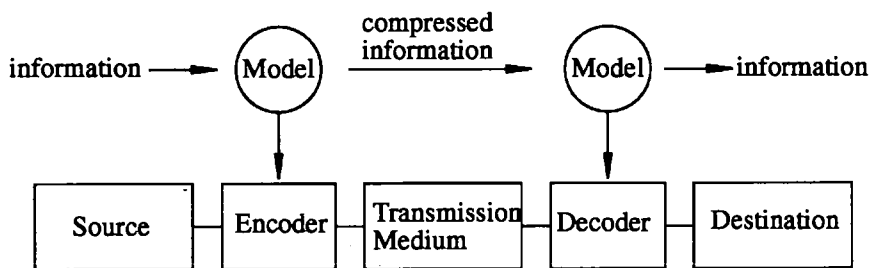 compressed
information
information
Model
Model
information
Source
Encoder
Transmission
Medium
Decoder
Destination